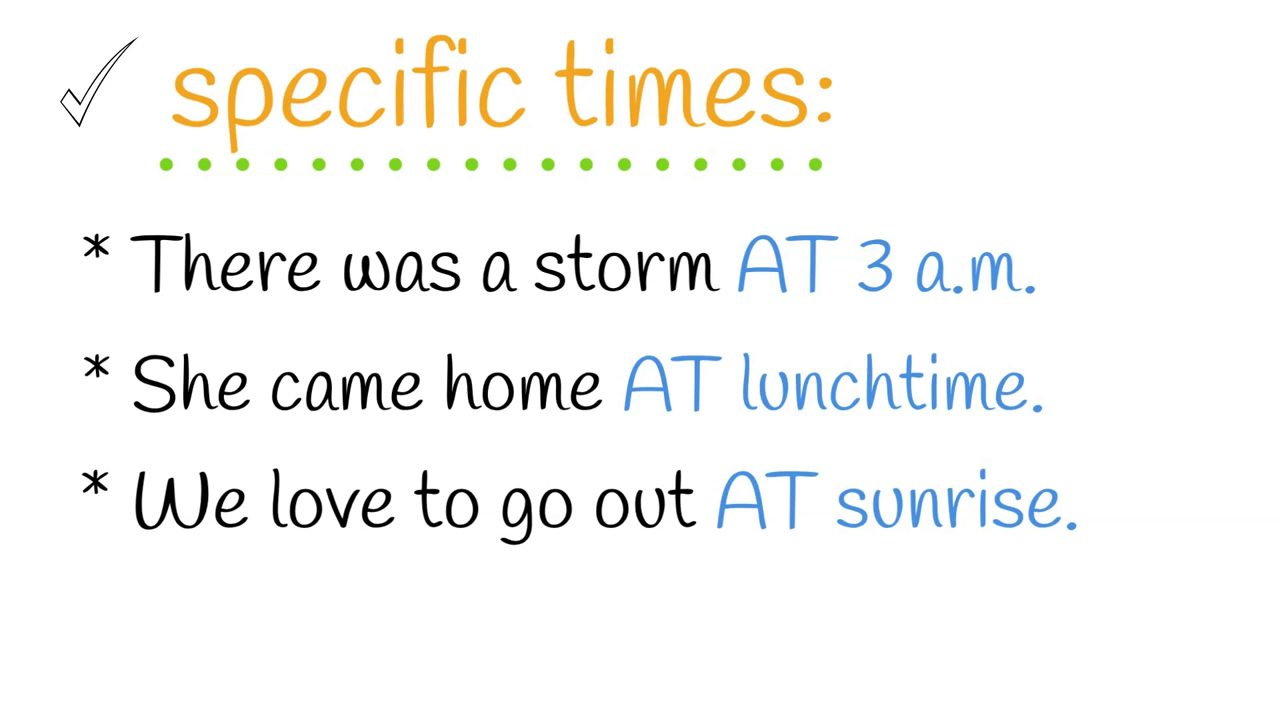 specific times:
* There was a storm AT 3 a.m.
* She came home AT lunchtime.
* We love to go out AT sunrise.